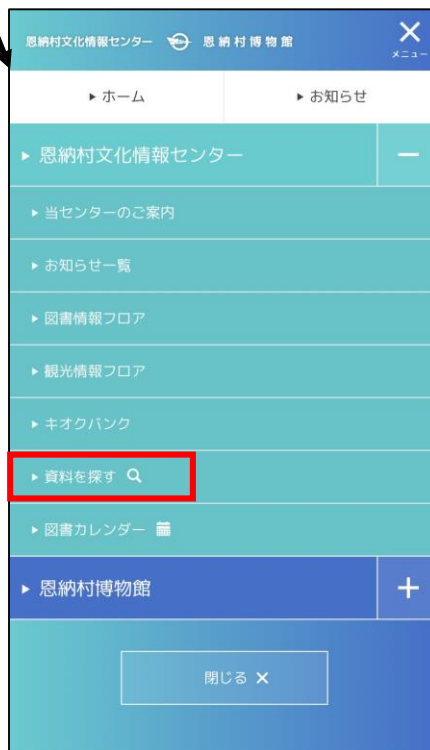 恩納村文化情報センター 恩納村博物館
メニュー
ホーム お知らせ
恩納村文化情報センター
当センターのご案内
お知らせ一覧
図書情報フロア
観光情報フロア
キオクバンク
資料を探す
図書カレンダー
恩納村博物館
閉じる ×